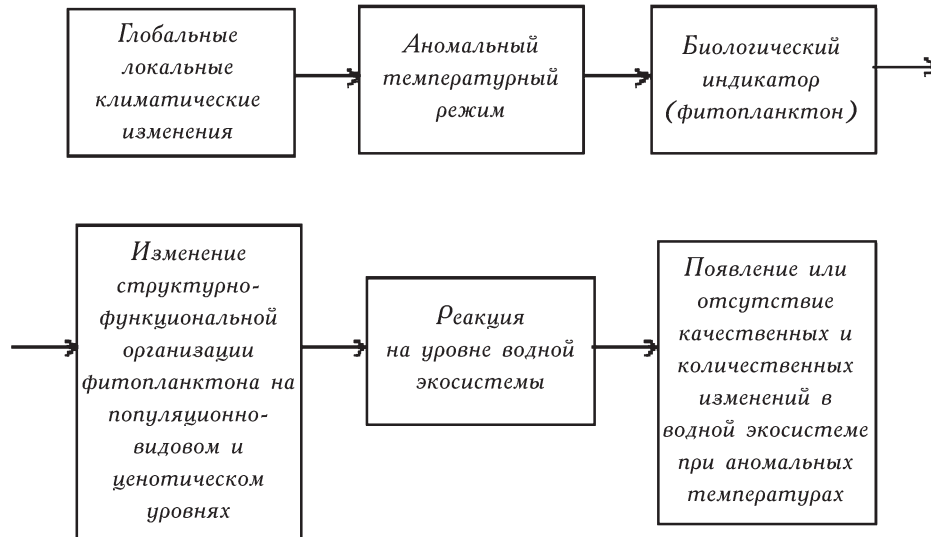 Глобальные
локальные
климатические
изменения
Аномальный
температурный
режим
Биологический
индикатор
(фитопланктон)
Изменение
структурно-
функциональной
организации
фитопланктона на
популяционно-
видовом и
ценотическом
уровнях
Реакция
на уровне водной
экосистемы
Появление или
отсутствие
качественных и
количественных
изменений в
водной экосистеме
при аномальных
температурах